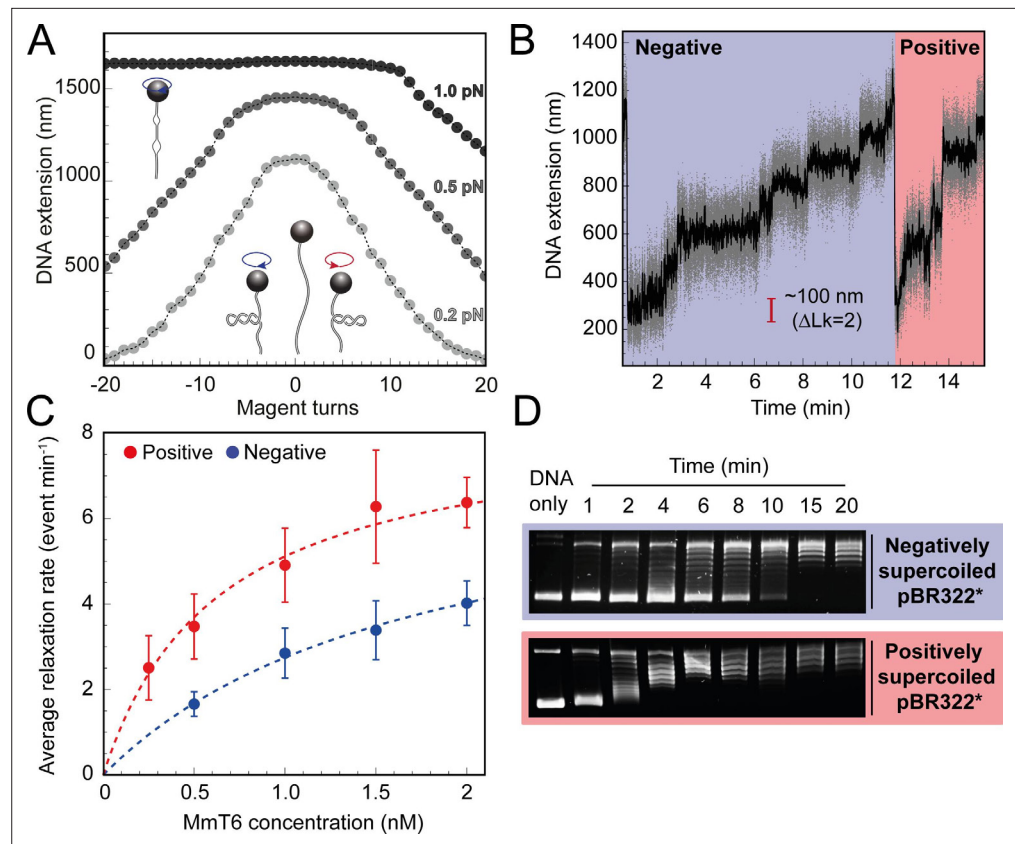 A
1500
1000
500
0
DNA extension (nm)
1.0 pN
0.5 pN
0.2 pN
-20
-10
0
10
20
Magent turns
B
Negative
Positive
1400
1200
1000
800
600
400
200
DNA extension (nm)
~100 nm
(ΔLk=2)
2
4
6
8
10
12
14
Time (min)
C
8
6
4
2
0
Average relaxation rate (event min⁻¹)
Positive
Negative
0
0.5
1.0
1.5
2
MmT6 concentration (nM)
D
Time (min)
DNA
only
1
2
4
6
8
10
15
20
Negatively
supercoiled
pBR322*
Positively
supercoiled
pBR322*